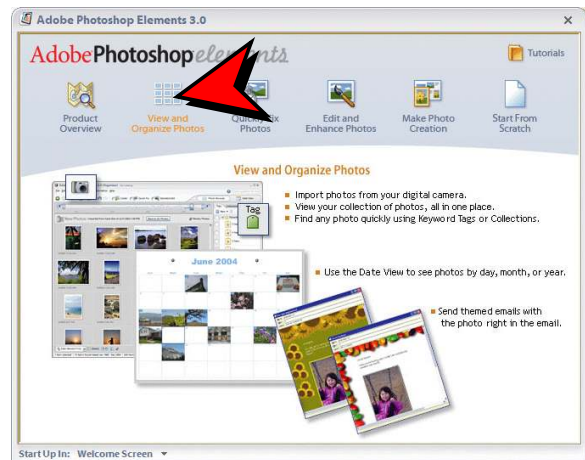 Adobe Photoshop Elements 3.0
Adobe Photoshop elements
Tutorials
Product Overview
View and Organize Photos
Quickly Fix Photos
Edit and Enhance Photos
Make Photo Creation
Start From Scratch
View and Organize Photos
Import photos from your digital camera.
View your collection of photos, all in one place.
Find any photo quickly using Keyword Tags or Collections.
Tag
June 2004
Use the Date View to see photos by day, month, or year.
Send themed emails with
the photo right in the email.
Start Up In: Welcome Screen